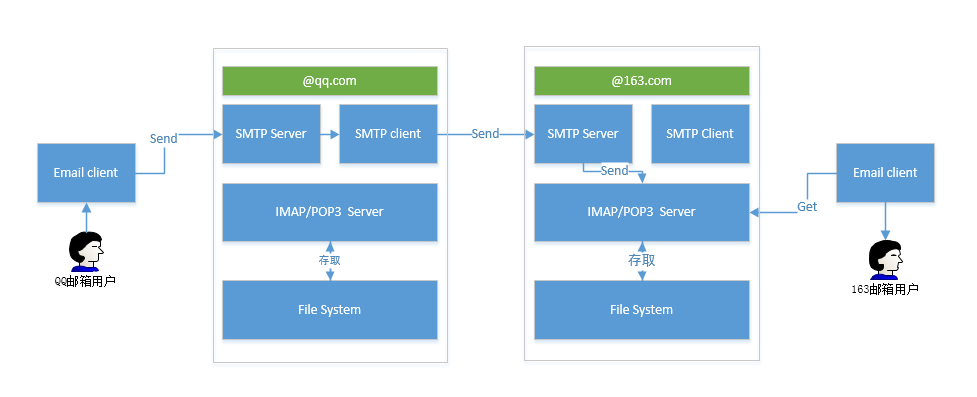 @qq.com
@163.com
SMTP Server
SMTP client
SMTP Server
SMTP Client
Send
Send
Send
Email client
Email client
IMAP/POP3 Server
IMAP/POP3 Server
Get
存取
存取
QQ邮箱用户
163邮箱用户
File System
File System